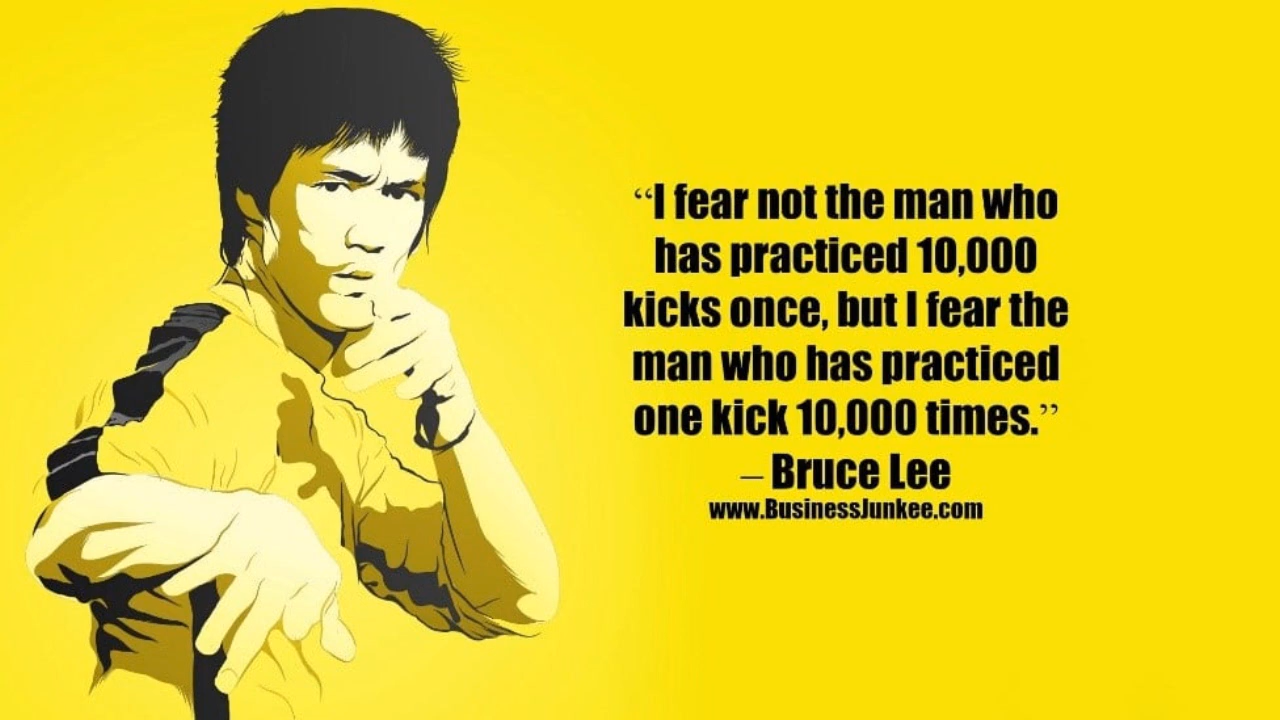 “I fear not the man who
has practiced 10,000
kicks once, but I fear the
man who has practiced
one kick 10,000 times.”
– Bruce Lee
www.BusinessJunkee.com